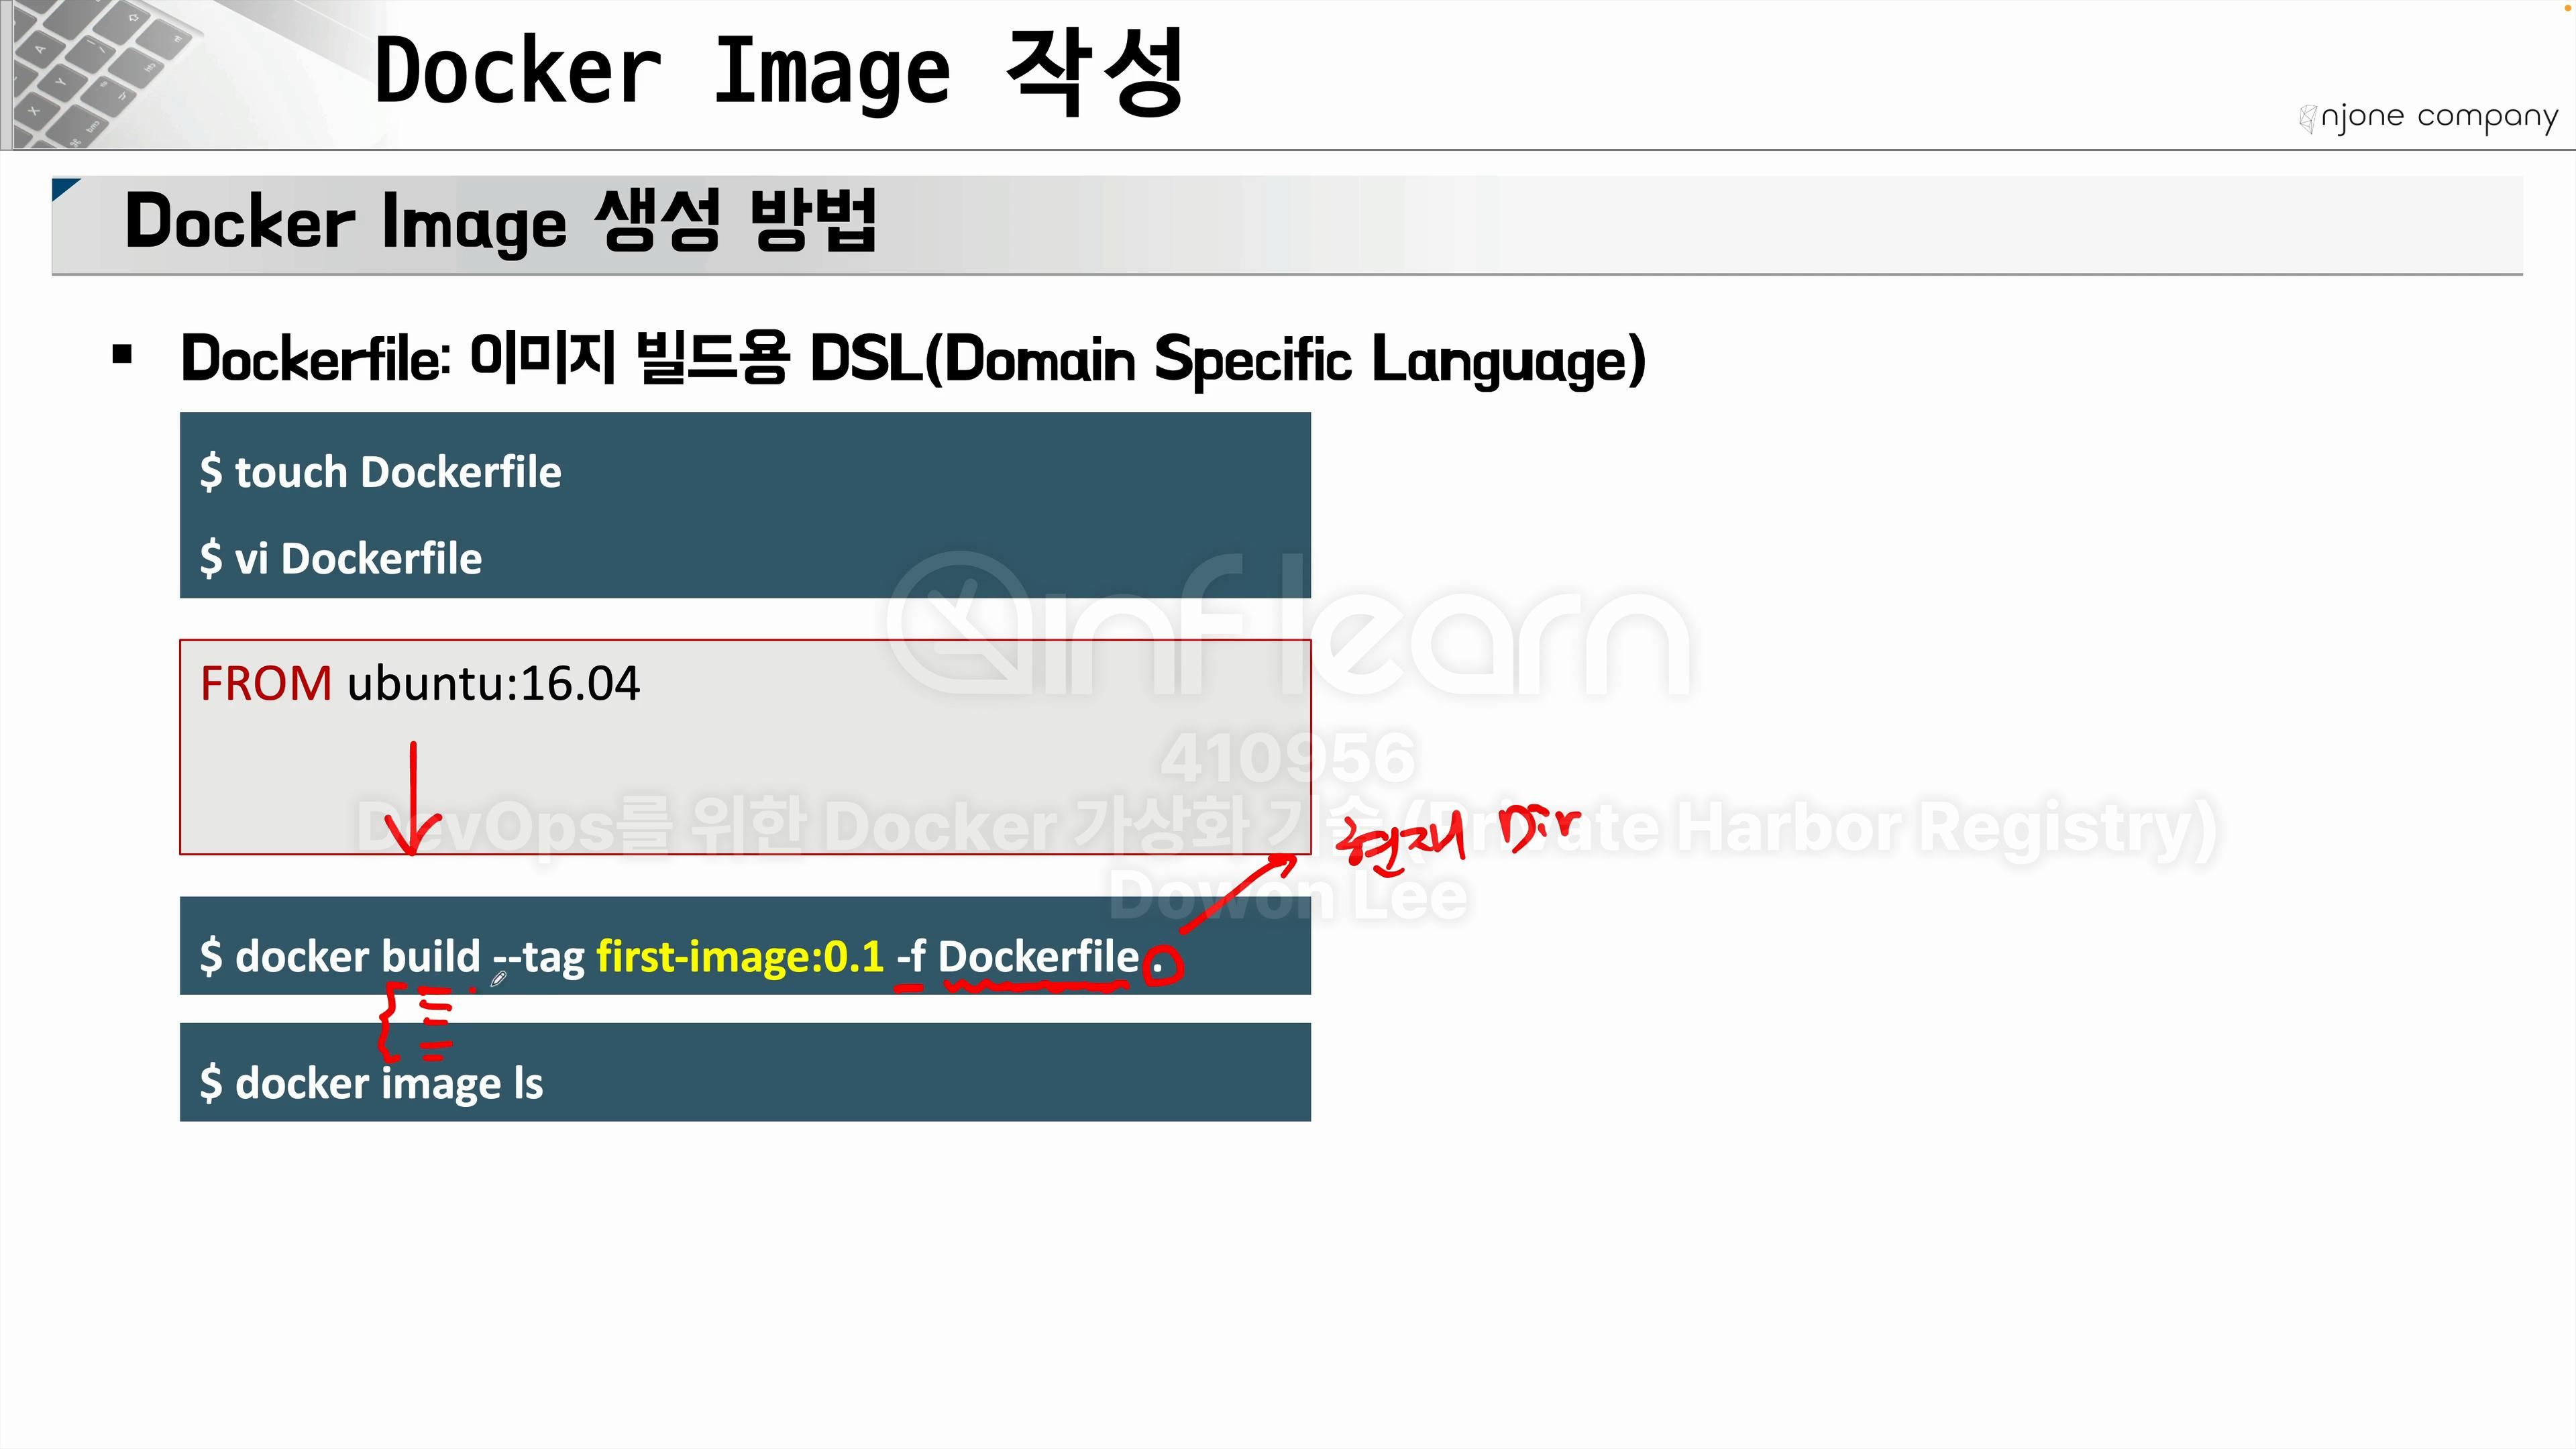 Docker Image 작성
njone company
Docker Image 생성 방법
▪ Dockerfile: 이미지 빌드용 DSL(Domain Specific Language)
$ touch Dockerfile
$ vi Dockerfile
inflearn
FROM ubuntu:16.04
410956
DevOps를 위한 Docker 가상화 기술 (Private Harbor Registry)
현재 Dir
Dowon Lee
$ docker build --tag first-image:0.1 -f Dockerfile .
$ docker image ls